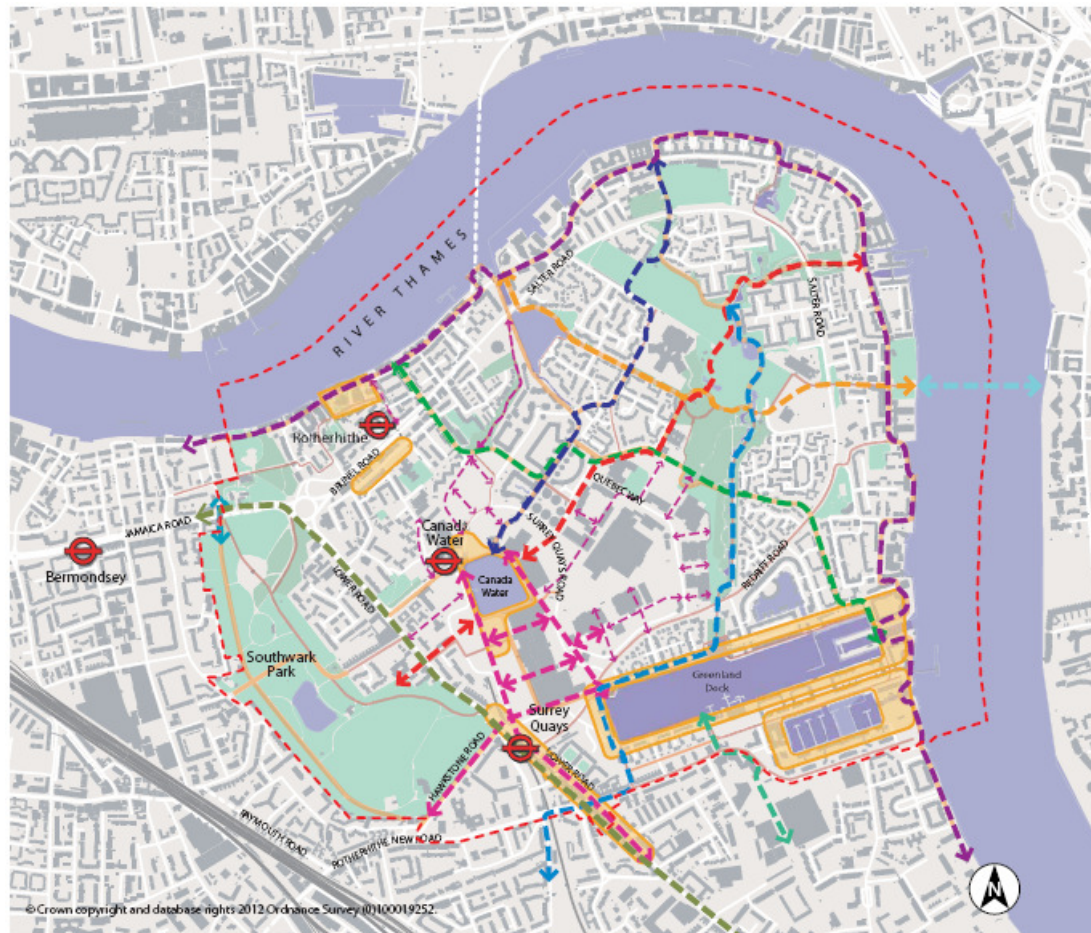 RIVER THAMES
SALTER ROAD
SALTER ROAD
Rotherhithe
BRUNEL ROAD
QUEBEC WAY
JAMAICA ROAD
Bermondsey
Canada
Water
SURREY QUAYS ROAD
LOWER ROAD
Canada
Water
REDRIFF ROAD
Southwark
Park
Greenland
Dock
Surrey
Quays
HAWKSTONE ROAD
LOWER ROAD
RAYMOUTH ROAD
ROTHERHITHE NEW ROAD
N
© Crown copyright and database rights 2012 Ordnance Survey (0)100019252.